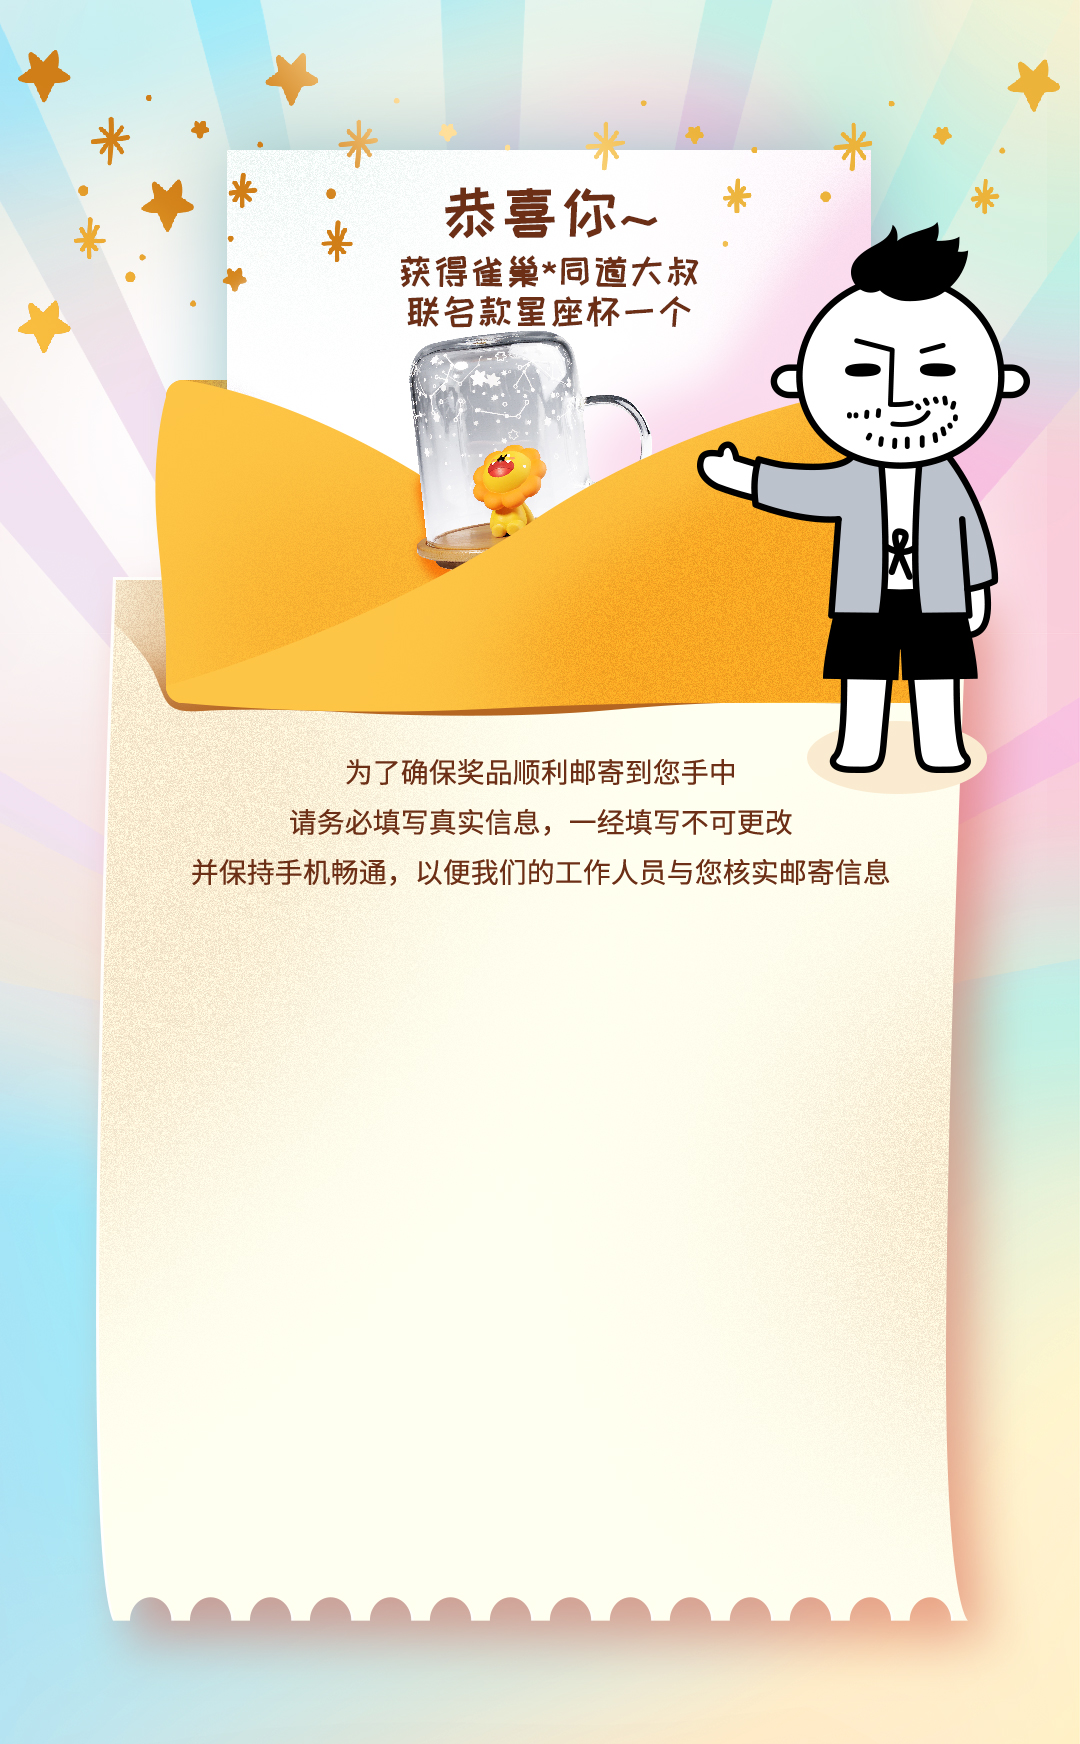 恭喜你~
获得雀巢*同道大叔
联名款星座杯一个
为了确保奖品顺利邮寄到您手中
请务必填写真实信息，一经填写不可更改
并保持手机畅通，以便我们的工作人员与您核实邮寄信息